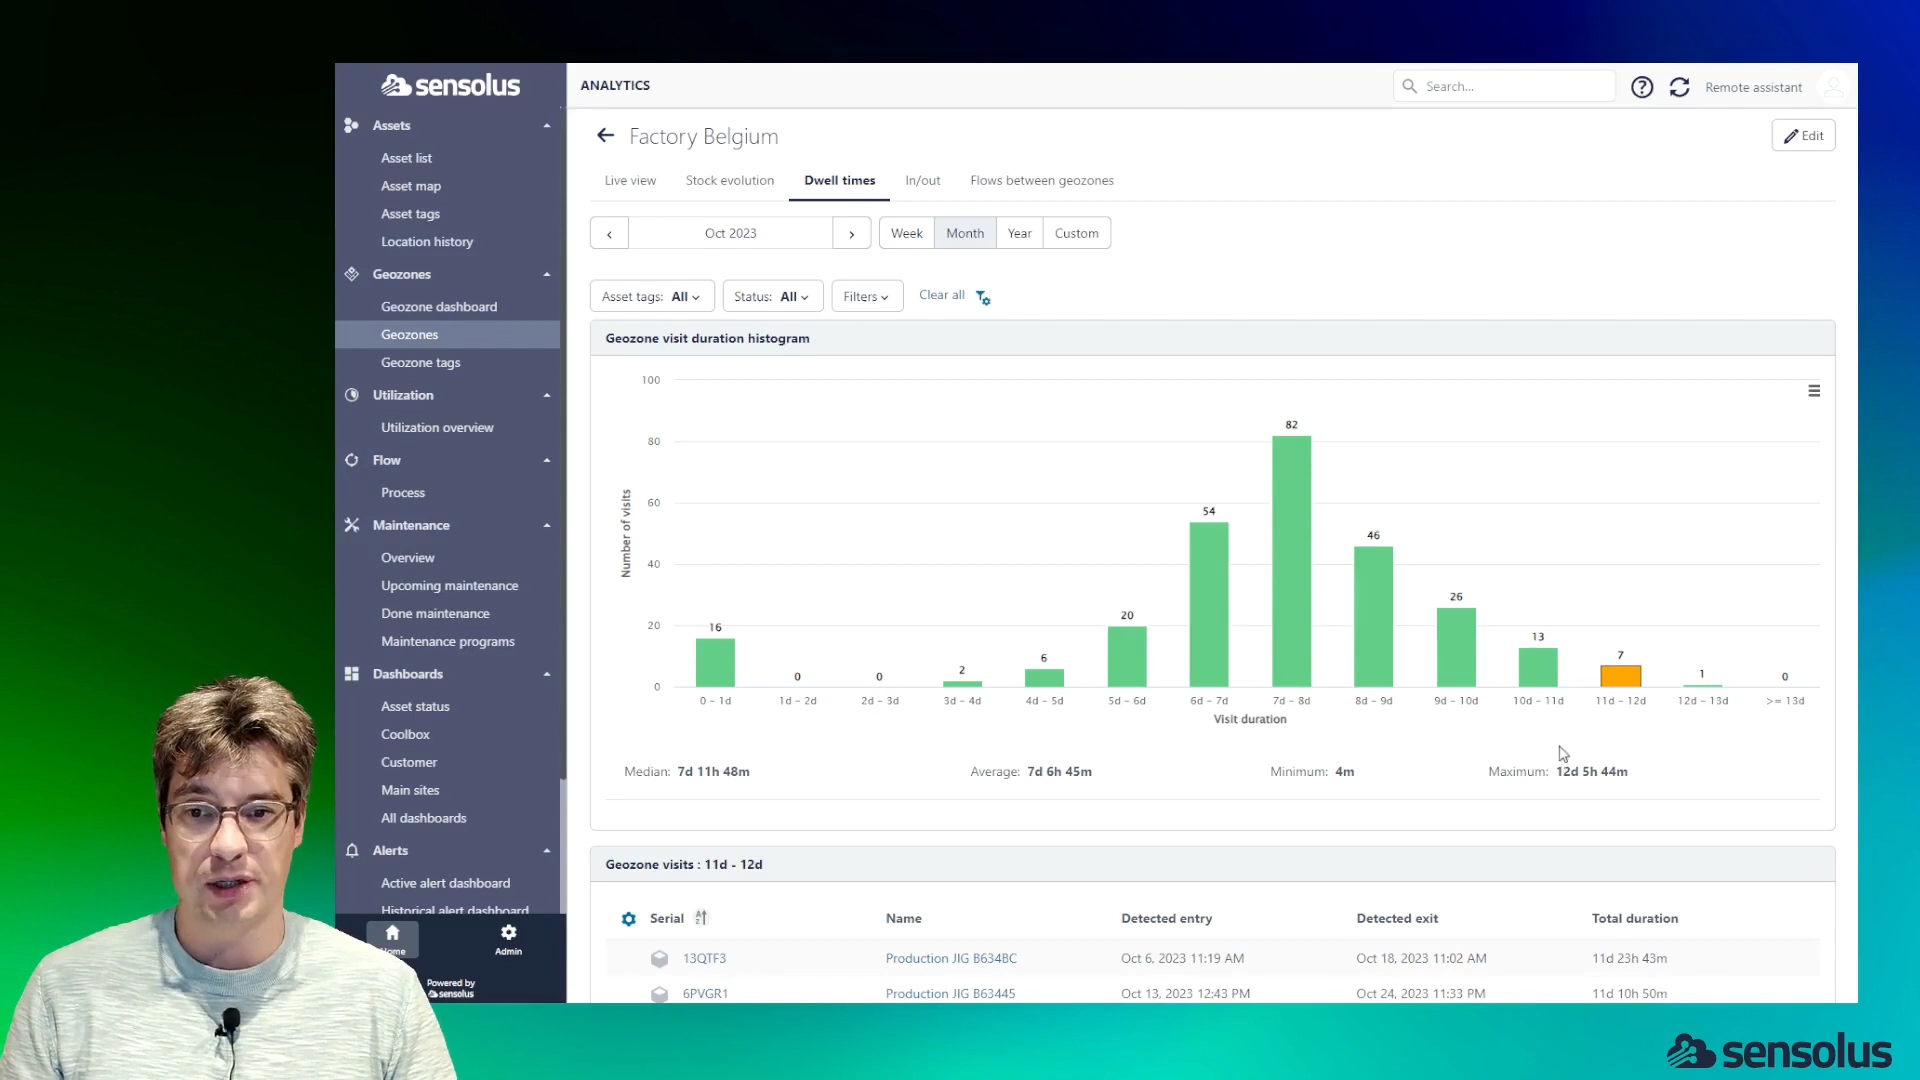 sensolus
ANALYTICS
Search...
Remote assistant
Assets
Asset list
Asset map
Asset tags
Location history
Geozones
Geozone dashboard
Geozones
Geozone tags
Utilization
Utilization overview
Flow
Process
Maintenance
Overview
Upcoming maintenance
Done maintenance
Maintenance programs
Dashboards
Asset status
Coolbox
Customer
Main sites
All dashboards
Alerts
Active alert dashboard
Historical alert dashboard
Home
Admin
Powered by
sensolus
Factory Belgium
Edit
Live view Stock evolution Dwell times In/out Flows between geozones
‹ Oct 2023 › Week Month Year Custom
Asset tags: All Status: All Filters Clear all
Geozone visit duration histogram
Number of visits
100
80
60
40
20
0
16 0 0 2 6 20 54 82 46 26 13 7 1 0
0 – 1d 1d – 2d 2d – 3d 3d – 4d 4d – 5d 5d – 6d 6d – 7d 7d – 8d 8d – 9d 9d – 10d 10d – 11d 11d – 12d 12d – 13d >= 13d
Visit duration
Median: 7d 11h 48m Average: 7d 6h 45m Minimum: 4m Maximum: 12d 5h 44m
Geozone visits : 11d - 12d
Serial Name Detected entry Detected exit Total duration
13QTF3 Production JIG B634BC Oct 6, 2023 11:19 AM Oct 18, 2023 11:02 AM 11d 23h 43m
6PVGR1 Production JIG B63445 Oct 13, 2023 12:43 PM Oct 24, 2023 11:33 PM 11d 10h 50m
sensolus